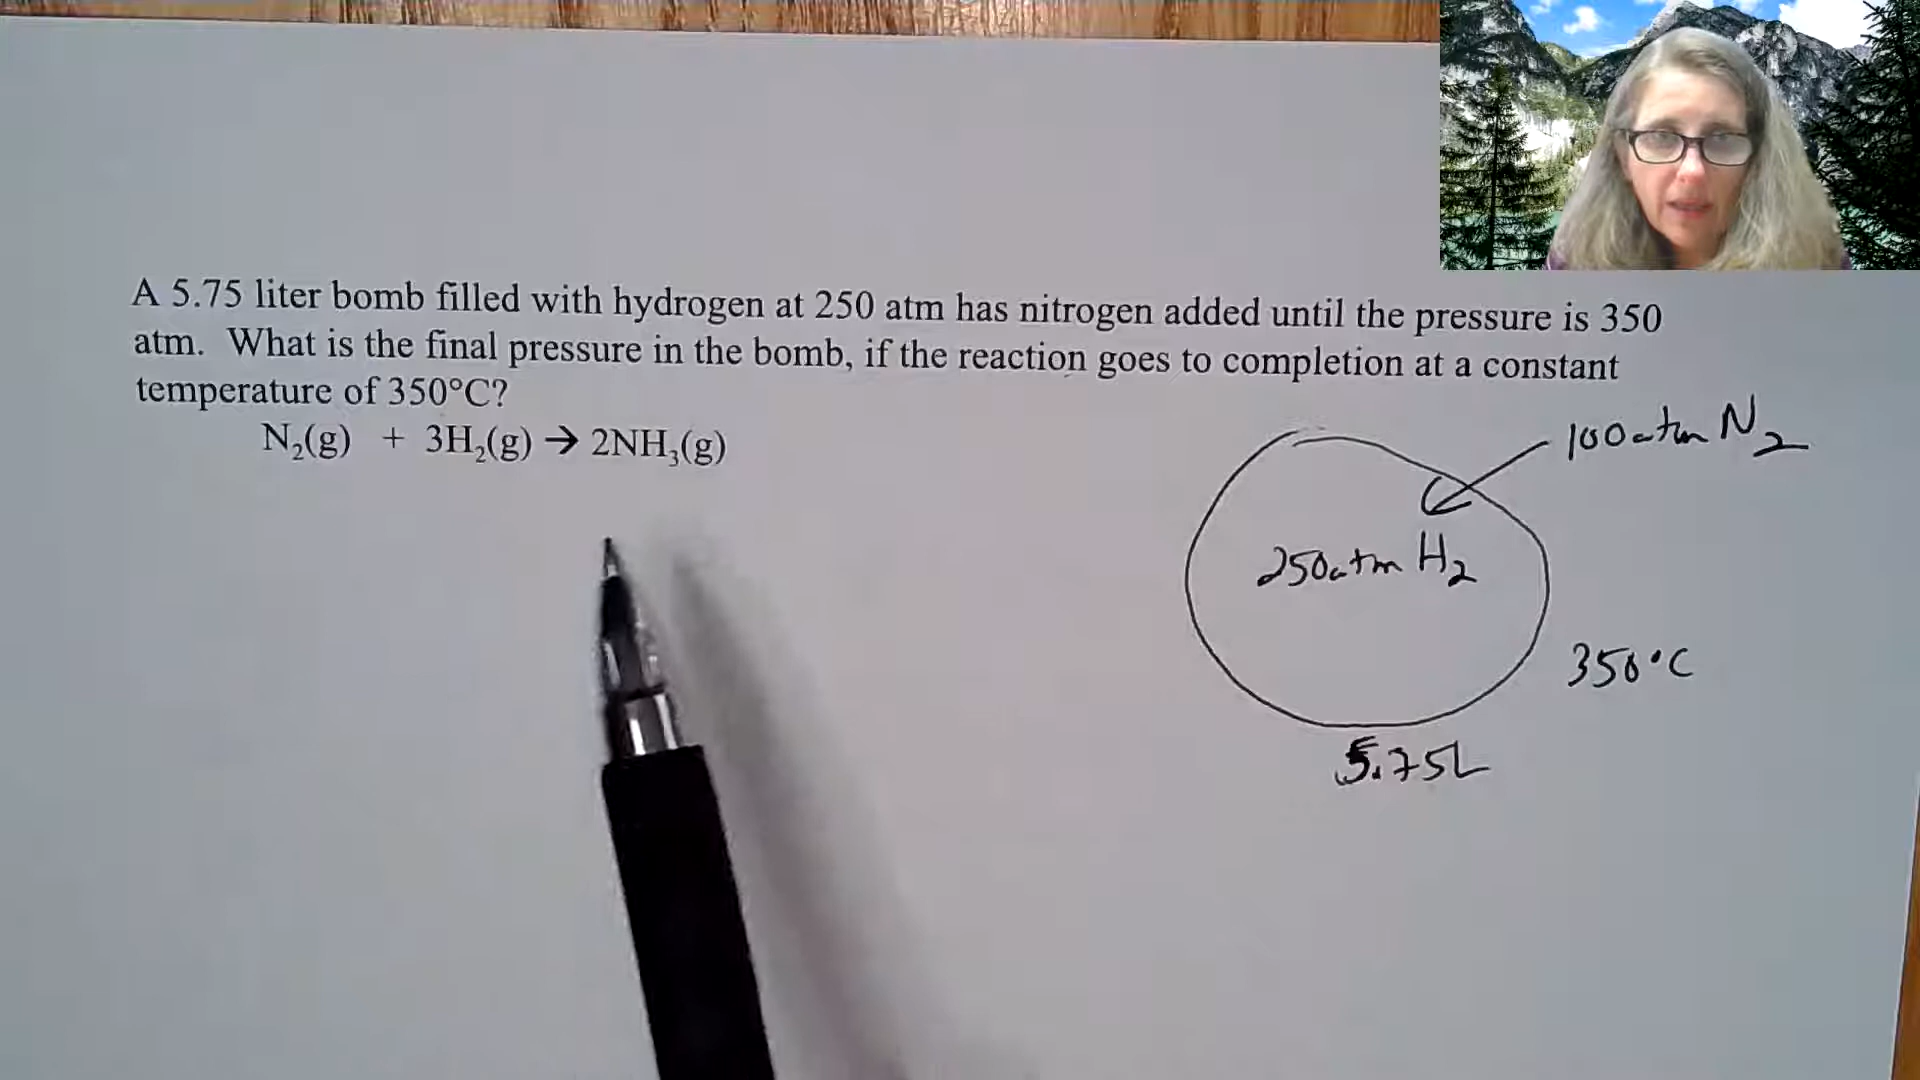 A 5.75 liter bomb filled with hydrogen at 250 atm has nitrogen added until the pressure is 350
atm. What is the final pressure in the bomb, if the reaction goes to completion at a constant
temperature of 350°C?
N₂(g) + 3H₂(g) → 2NH₃(g)
100 atm N₂
250 atm H₂
350°C
5.75L